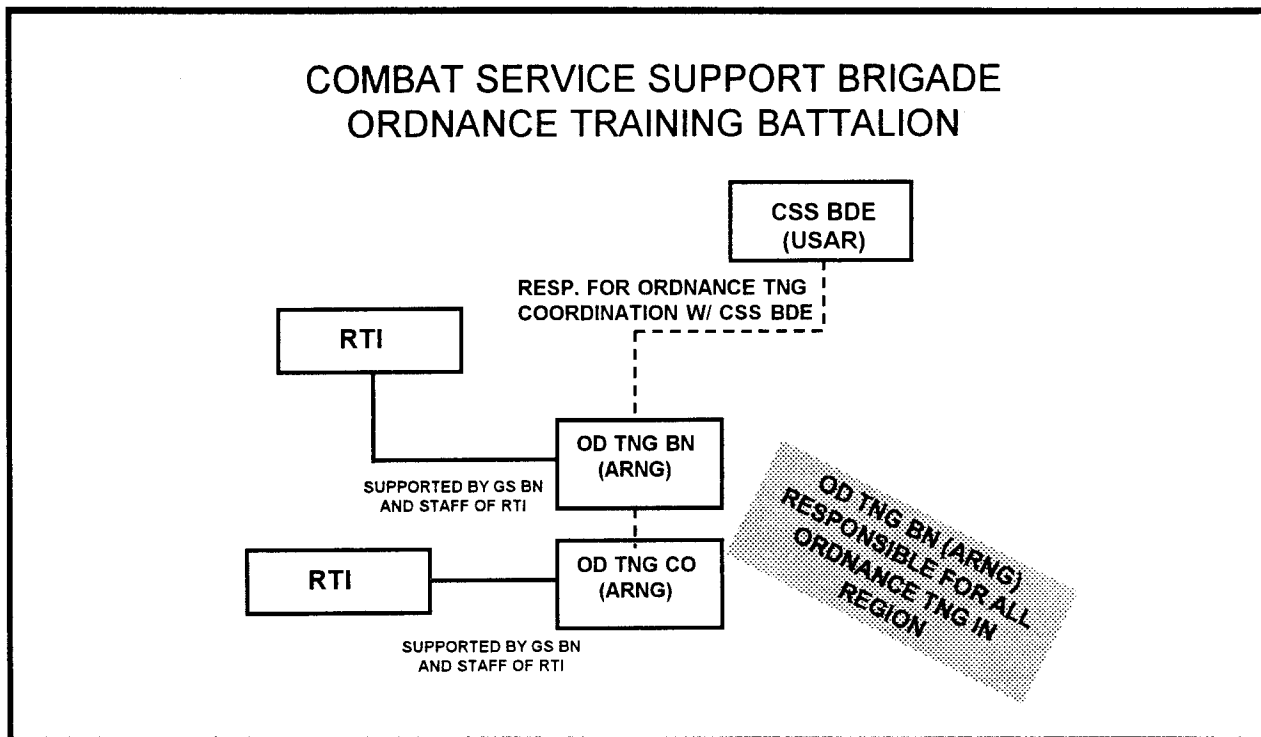 COMBAT SERVICE SUPPORT BRIGADE
ORDNANCE TRAINING BATTALION
CSS BDE
(USAR)
RESP. FOR ORDNANCE TNG
COORDINATION W/ CSS BDE
RTI
OD TNG BN
(ARNG)
SUPPORTED BY GS BN
AND STAFF OF RTI
OD TNG BN (ARNG)
RESPONSIBLE FOR ALL
ORDNANCE TNG IN
REGION
RTI
OD TNG CO
(ARNG)
SUPPORTED BY GS BN
AND STAFF OF RTI